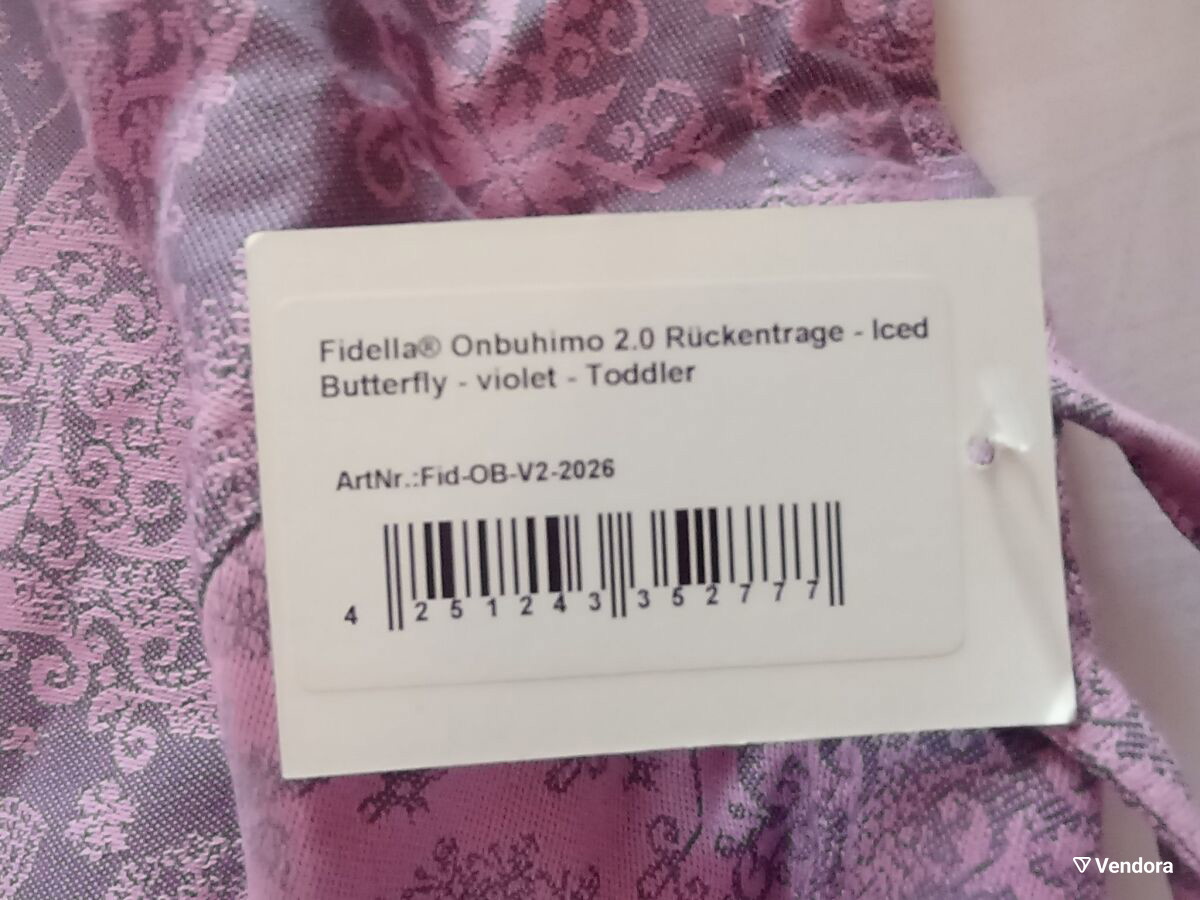 Fidella® Onbuhimo 2.0 Rückentrage - Iced
Butterfly - violet - Toddler
ArtNr.:Fid-OB-V2-2026
4 251243 352777
Vendora